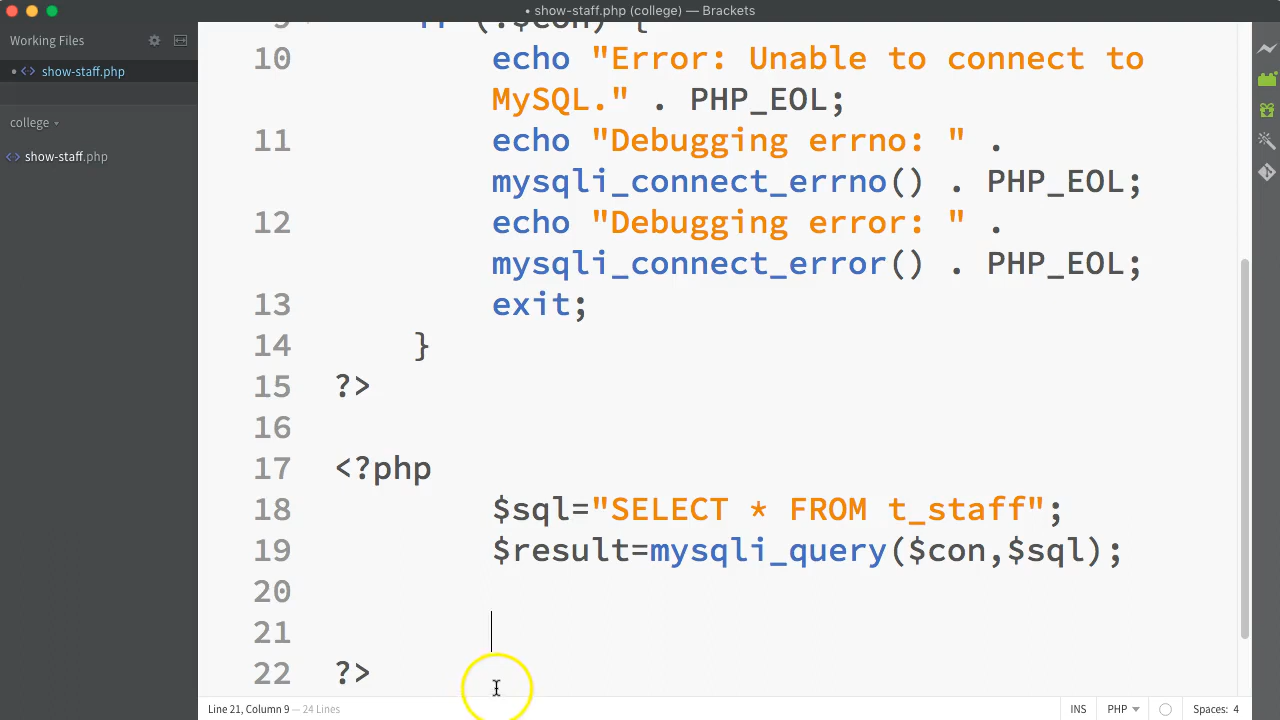 • show-staff.php (college) — Brackets
Working Files
• <> show-staff.php
college
<> show-staff.php
10 echo "Error: Unable to connect to
MySQL." . PHP_EOL;
11 echo "Debugging errno: " .
mysqli_connect_errno() . PHP_EOL;
12 echo "Debugging error: " .
mysqli_connect_error() . PHP_EOL;
13 exit;
14 }
15 ?>
16
17 <?php
18 $sql="SELECT * FROM t_staff";
19 $result=mysqli_query($con,$sql);
20
21
22 ?>
Line 21, Column 9 — 24 Lines
INS PHP Spaces: 4